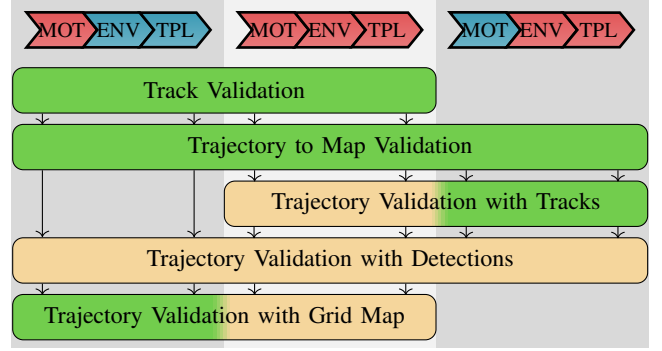 MOT ENV TPL MOT ENV TPL MOT ENV TPL
Track Validation
Trajectory to Map Validation
Trajectory Validation with Tracks
Trajectory Validation with Detections
Trajectory Validation with Grid Map